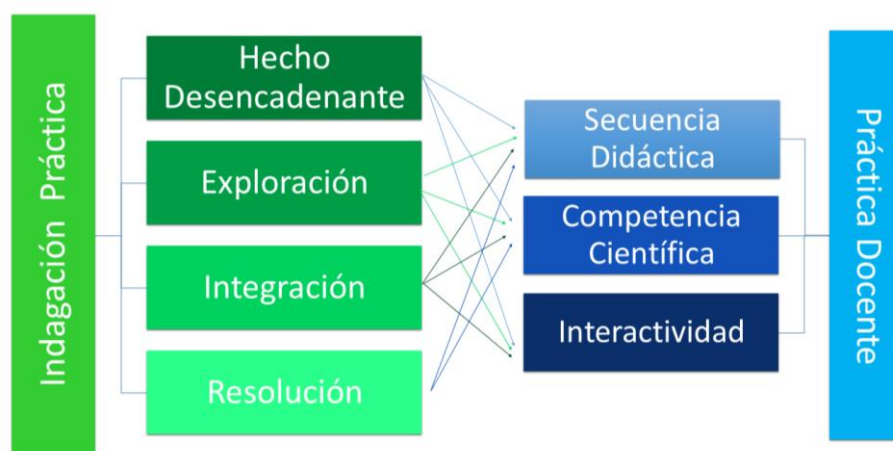 Indagación Práctica
Hecho
Desencadenante
Exploración
Integración
Resolución
Secuencia
Didáctica
Competencia
Científica
Interactividad
Práctica Docente